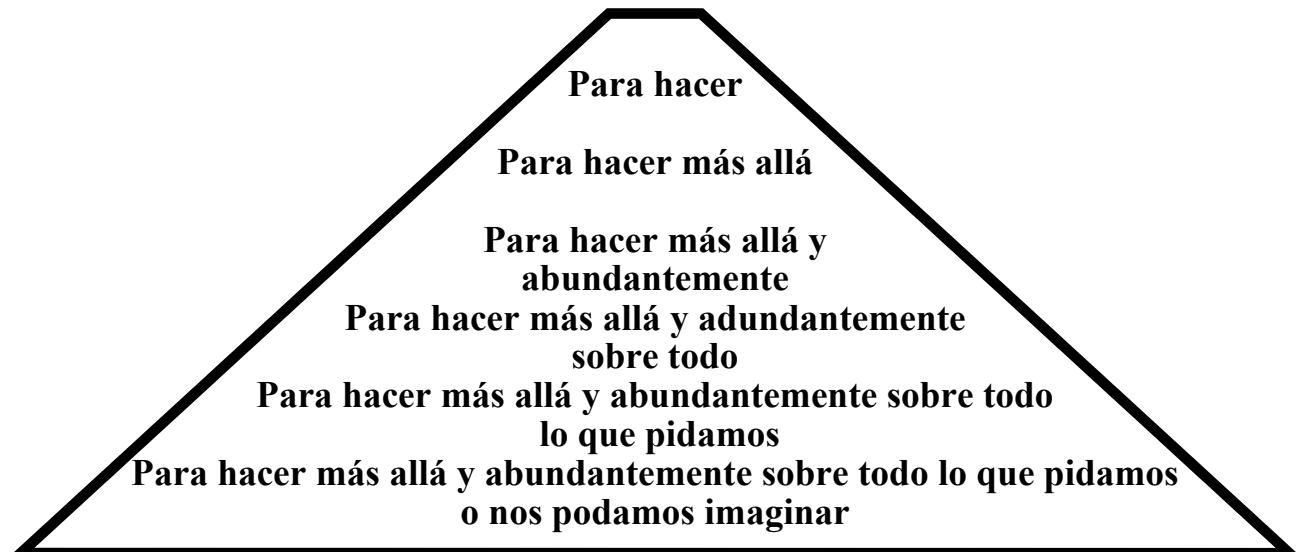 Para hacer
Para hacer más allá
Para hacer más allá y
abundantemente
Para hacer más allá y adundantemente
sobre todo
Para hacer más allá y abundantemente sobre todo
lo que pidamos
Para hacer más allá y abundantemente sobre todo lo que pidamos
o nos podamos imaginar